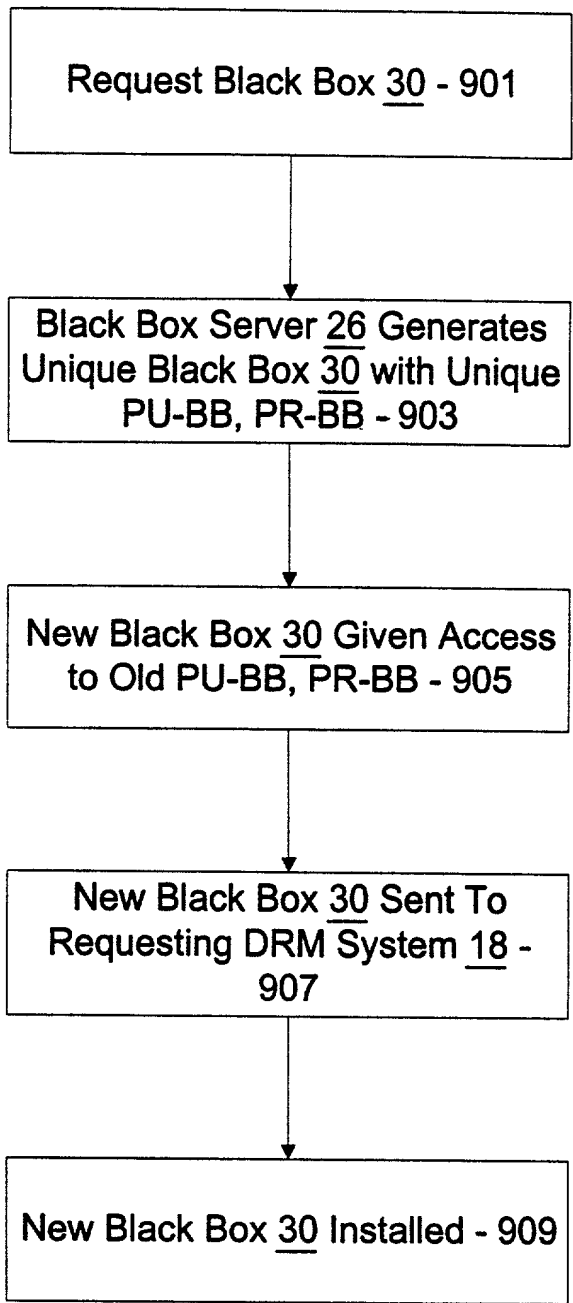 Request Black Box 30 - 901
Black Box Server 26 Generates
Unique Black Box 30 with Unique
PU-BB, PR-BB - 903
New Black Box 30 Given Access
to Old PU-BB, PR-BB - 905
New Black Box 30 Sent To
Requesting DRM System 18 -
907
New Black Box 30 Installed - 909